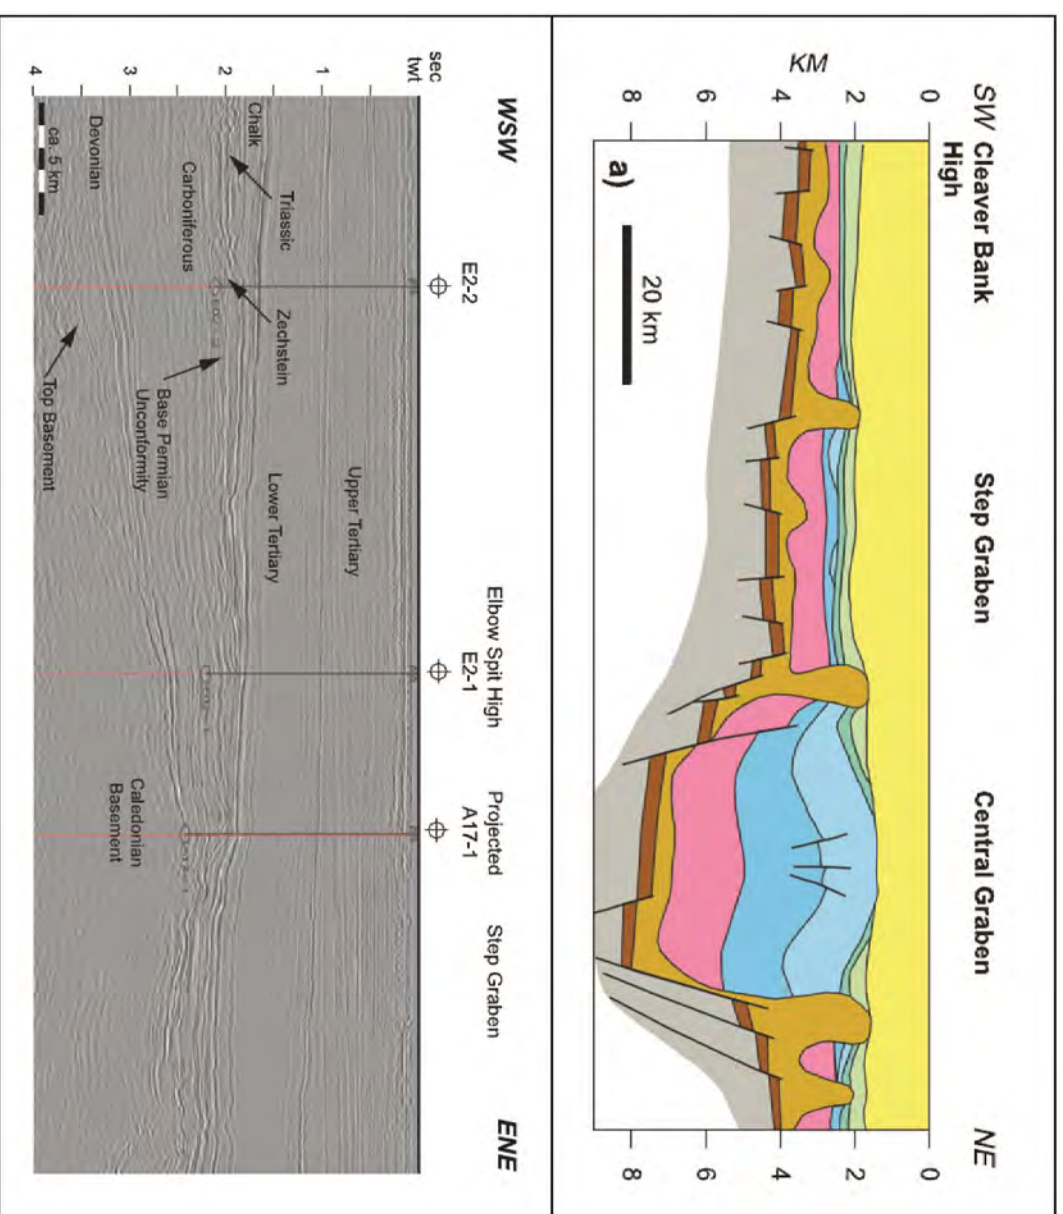 SW
NE
Cleaver Bank
High
Step Graben
Central Graben
KM
0
2
4
6
8
0
2
4
6
8
a)
20 km
WSW
ENE
E2-2
Elbow Spit High
E2-1
Projected
A17-1
Step Graben
sec
twt
1
2
3
4
Upper Tertiary
Lower Tertiary
Chalk
Triassic
Zechstein
Carboniferous
Base Permian
Unconformity
Devonian
Top Basement
Caledonian
Basement
ca. 5 km